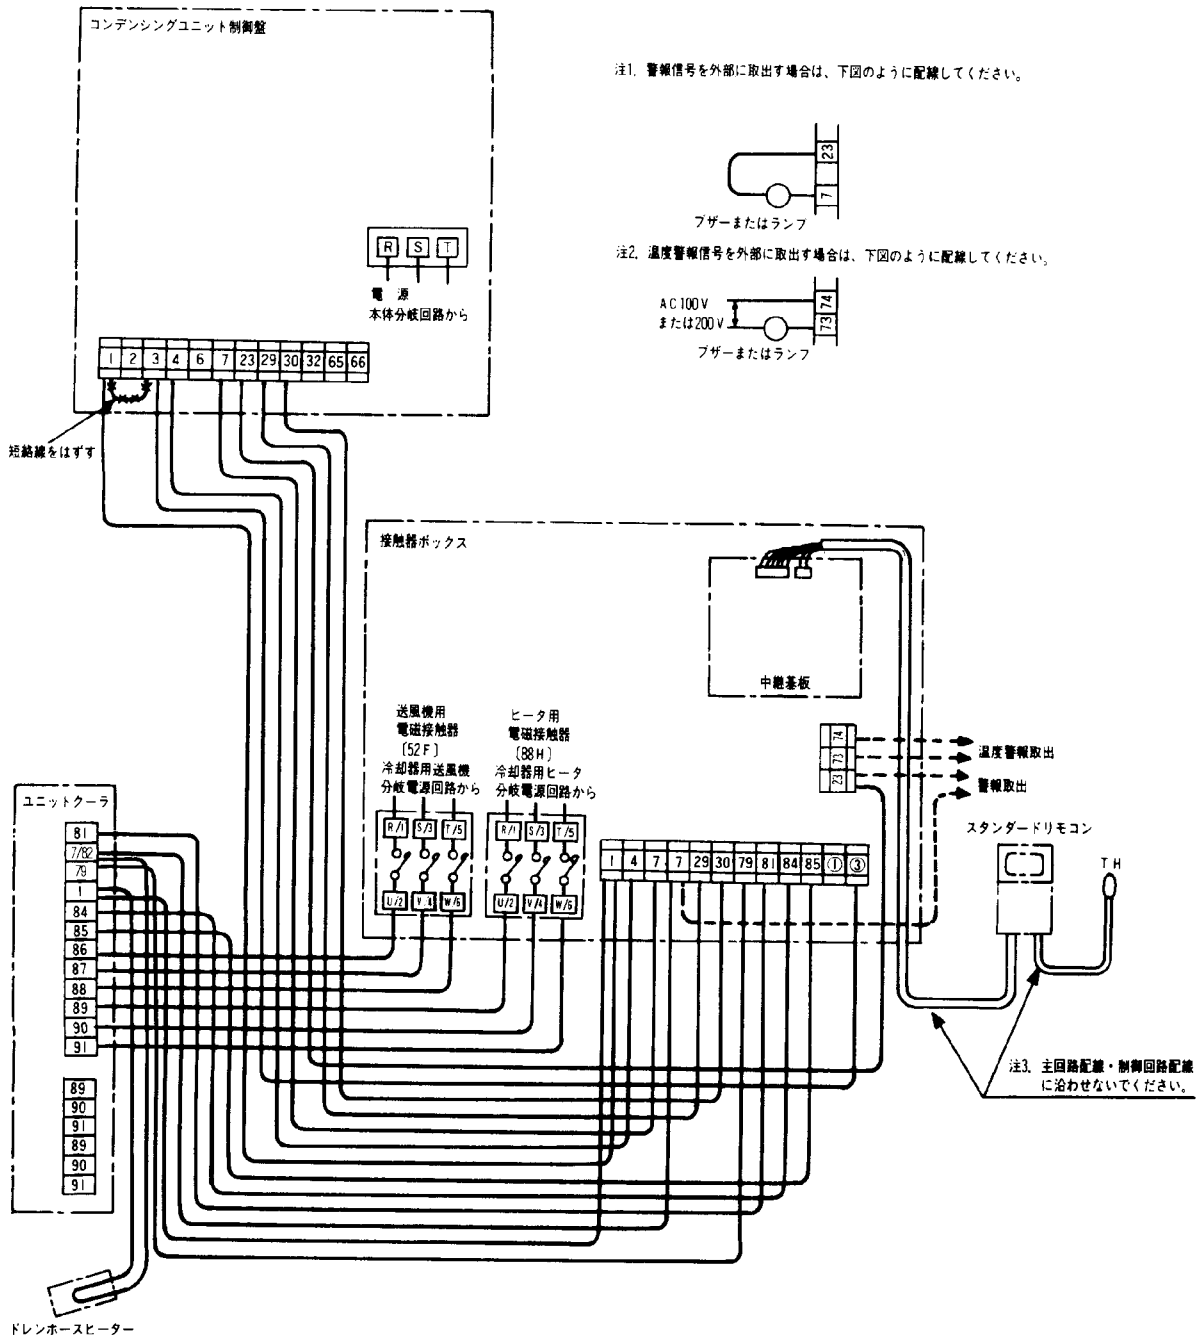 コンデンシングユニット制御盤
注1. 警報信号を外部に取出す場合は、下図のように配線してください。
23
7
ブザーまたはランプ
注2. 温度警報信号を外部に取出す場合は、下図のように配線してください。
AC100V
または200V
74
73
ブザーまたはランプ
R S T
電 源
本体分岐回路から
1 2 3 4 6 7 23 29 30 32 65 66
短絡線をはずす
接触器ボックス
中継基板
送風機用
電磁接触器
〔52F〕
冷却器用送風機
分岐電源回路から
ヒータ用
電磁接触器
〔88H〕
冷却器用ヒータ
分岐電源回路から
R/1 S/3 T/5
U/2 V/4 W/6
R/1 S/3 T/5
U/2 V/4 W/6
74
73
23
温度警報取出
警報取出
1 4 7 7 29 30 79 81 84 85 ① ③
スタンダードリモコン
TH
注3. 主回路配線・制御回路配線
に沿わせないでください。
ユニットクーラ
81
7/82
79
1
84
85
86
87
88
89
90
91
89
90
91
89
90
91
ドレンホースヒーター